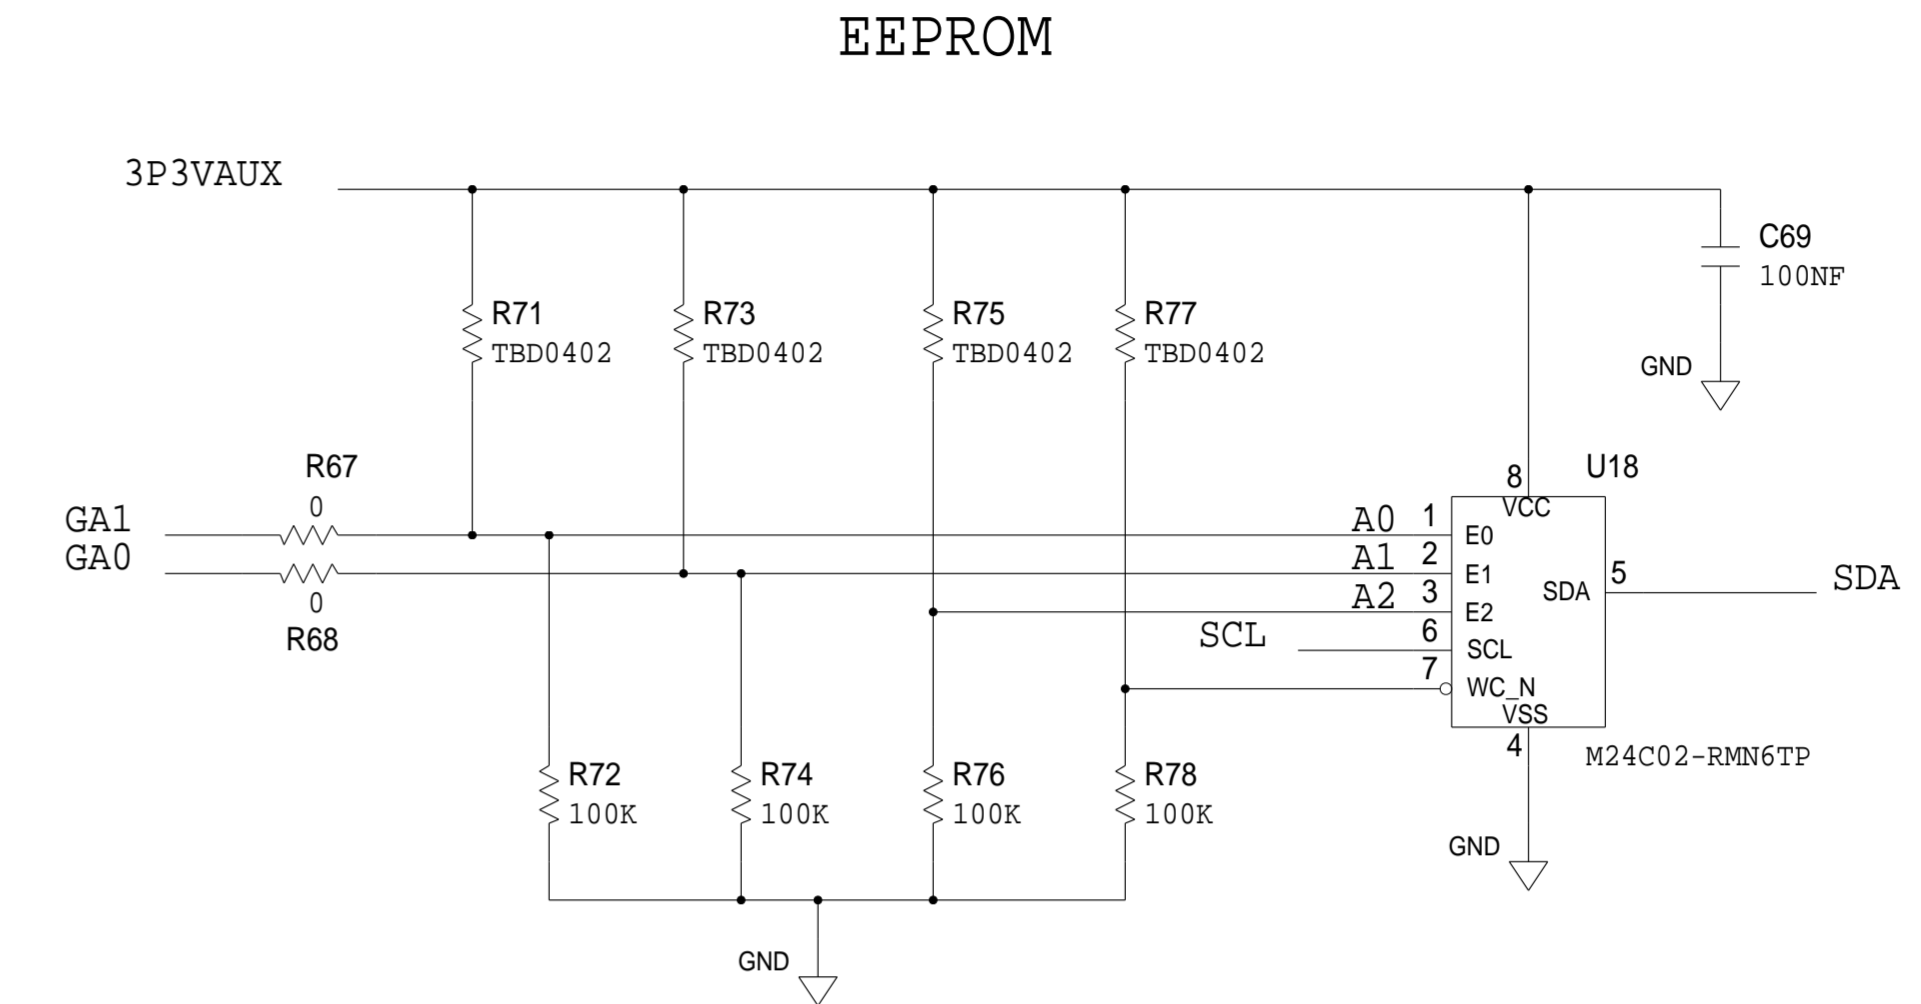 EEPROM
3P3VAUX
C69
100NF
R71
TBD0402
R73
TBD0402
R75
TBD0402
R77
TBD0402
GND
R67
0
GA1
GA0
0
R68
8
U18
VCC
A0 1 E0
A1 2 E1
A2 3 E2
SDA 5 SDA
SCL 6 SCL
7 WC_N
VSS
4
M24C02-RMN6TP
R72
100K
R74
100K
R76
100K
R78
100K
GND
GND